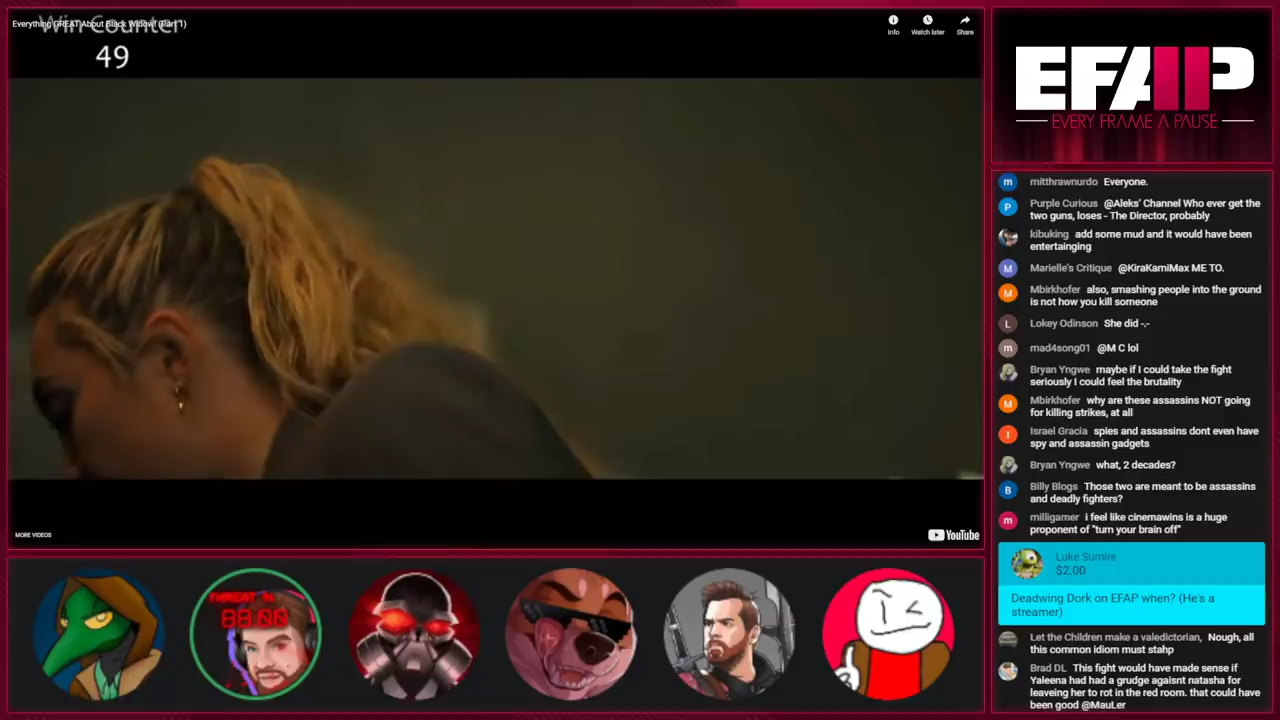 Everything GREAT About Black Widow! (Part 1)
Win Counter
49
Info
Watch later
Share
MORE VIDEOS
YouTube
EFAP
EVERY FRAME A PAUSE
m mitthrawnurdo Everyone.
P Purple Curious @Aleks' Channel Who ever get the
two guns, loses - The Director, probably
kibuking add some mud and it would have been
entertainging
M Marielle's Critique @KiraKamiMax ME TO.
M Mbirkhofer also, smashing people into the ground
is not how you kill someone
L Lokey Odinson She did -.-
m mad4song01 @M C lol
Bryan Yngwe maybe if I could take the fight
seriously I could feel the brutality
M Mbirkhofer why are these assassins NOT going
for killing strikes, at all
I Israel Gracia spies and assassins dont even have
spy and assassin gadgets
Bryan Yngwe what, 2 decades?
B Billy Blogs Those two are meant to be assassins
and deadly fighters?
m milligamer i feel like cinemawins is a huge
proponent of "turn your brain off"
Luke Sumire
$2.00
Deadwing Dork on EFAP when? (He's a
streamer)
Let the Children make a valedictorian, Nough, all
this common idiom must stahp
Brad DL This fight would have made sense if
Yaleena had had a grudge agaisnt natasha for
leaveing her to rot in the red room. that could have
been good @MauLer
THREAT %
88.00